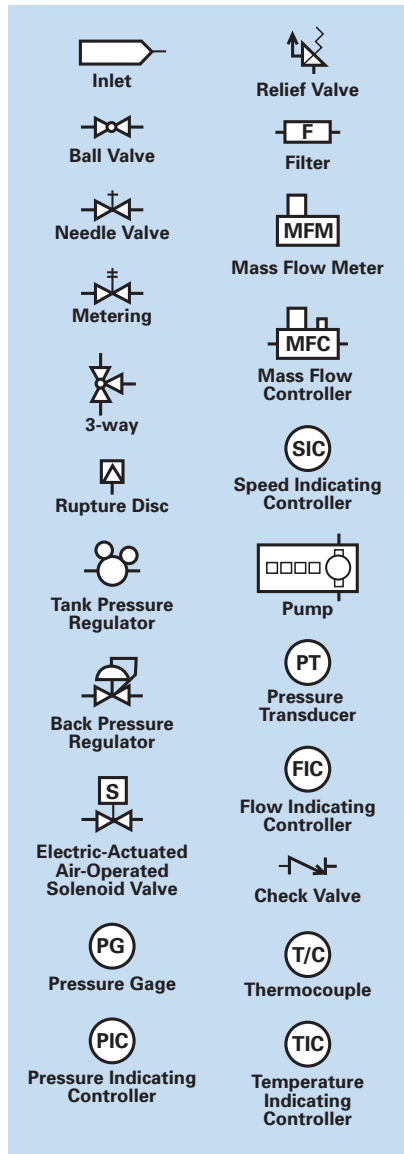 Inlet
Ball Valve
Needle Valve
Metering
3-way
Rupture Disc
Tank Pressure
Regulator
Back Pressure
Regulator
S
Electric-Actuated
Air-Operated
Solenoid Valve
PG
Pressure Gage
PIC
Pressure Indicating
Controller
Relief Valve
F
Filter
MFM
Mass Flow Meter
MFC
Mass Flow
Controller
SIC
Speed Indicating
Controller
Pump
PT
Pressure
Transducer
FIC
Flow Indicating
Controller
Check Valve
T/C
Thermocouple
TIC
Temperature
Indicating
Controller